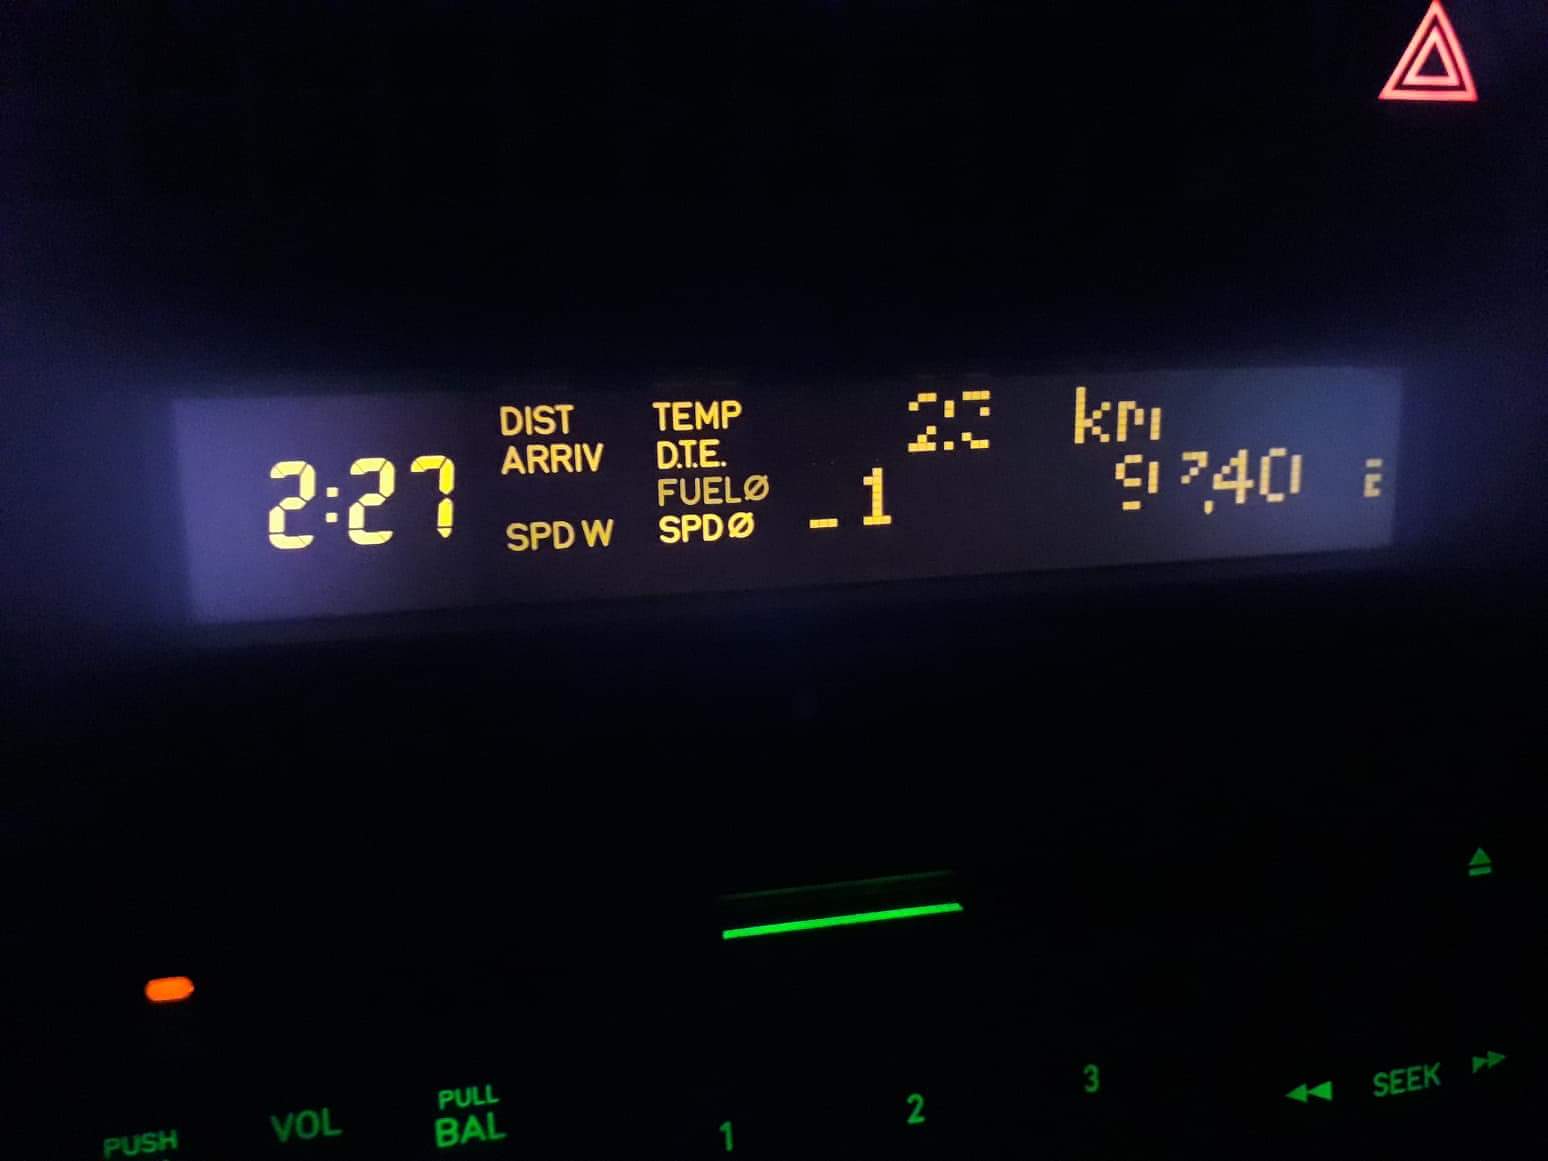 DIST TEMP km
ARRIV D.T.E.
2:27 FUELØ
SPD W SPDØ _ 1
PUSH VOL PULL
BAL 1 2 3 SEEK